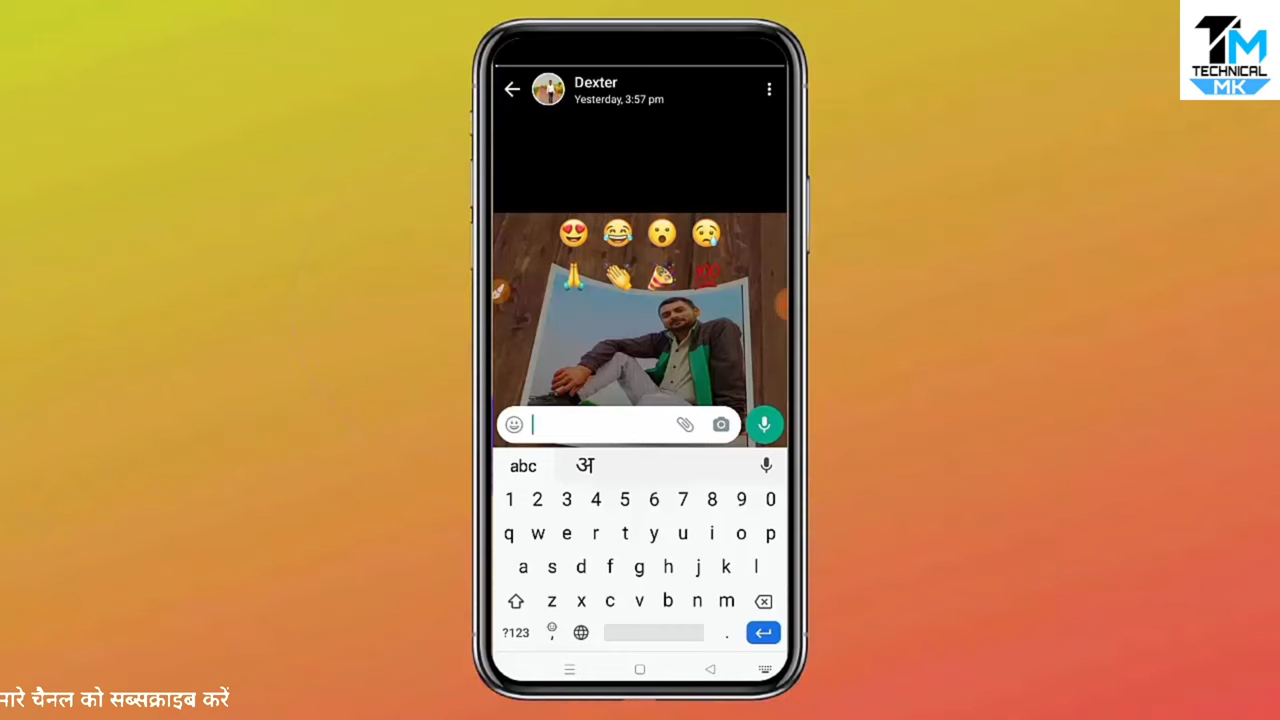 TM
TECHNICAL
MK
Dexter
Yesterday, 3:57 pm
abc अ
1 2 3 4 5 6 7 8 9 0
q w e r t y u i o p
a s d f g h j k l
z x c v b n m
?123 , .
मारे चैनल को सब्सक्राइब करें